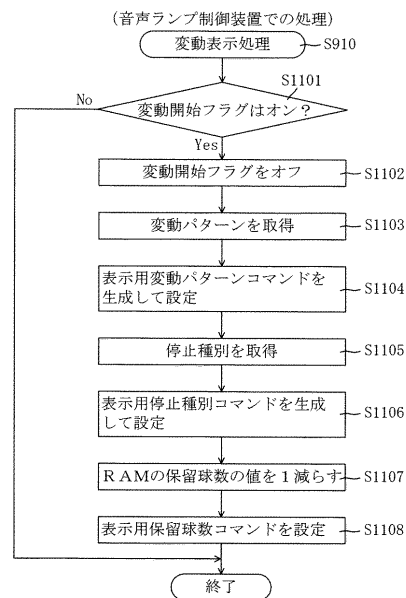 (音声ランプ制御装置での処理)
変動表示処理 S910
S1101
変動開始フラグはオン？
No
Yes
変動開始フラグをオフ S1102
変動パターンを取得 S1103
表示用変動パターンコマンドを
生成して設定 S1104
停止種別を取得 S1105
表示用停止種別コマンドを生成
して設定 S1106
ＲＡＭの保留球数の値を１減らす S1107
表示用保留球数コマンドを設定 S1108
終了